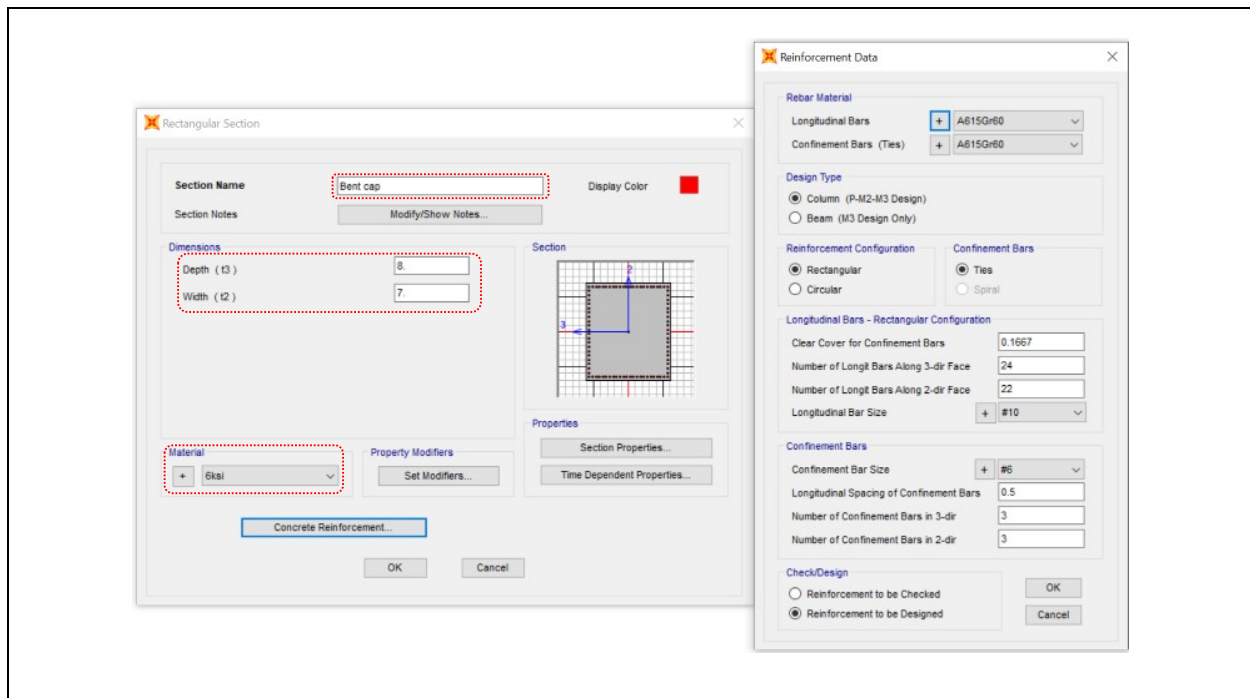 Rectangular Section
Section Name Bent cap Display Color
Section Notes Modify/Show Notes...
Dimensions
Depth ( t3 ) 8.
Width ( t2 ) 7.
Section
2
3
Properties
Section Properties...
Time Dependent Properties...
Material
+ 6ksi
Property Modifiers
Set Modifiers...
Concrete Reinforcement...
OK Cancel
Reinforcement Data
Rebar Material
Longitudinal Bars + A615Gr60
Confinement Bars (Ties) + A615Gr60
Design Type
Column (P-M2-M3 Design)
Beam (M3 Design Only)
Reinforcement Configuration
Rectangular
Circular
Confinement Bars
Ties
Spiral
Longitudinal Bars - Rectangular Configuration
Clear Cover for Confinement Bars 0.1667
Number of Longit Bars Along 3-dir Face 24
Number of Longit Bars Along 2-dir Face 22
Longitudinal Bar Size + #10
Confinement Bars
Confinement Bar Size + #6
Longitudinal Spacing of Confinement Bars 0.5
Number of Confinement Bars in 3-dir 3
Number of Confinement Bars in 2-dir 3
Check/Design
Reinforcement to be Checked
Reinforcement to be Designed
OK
Cancel